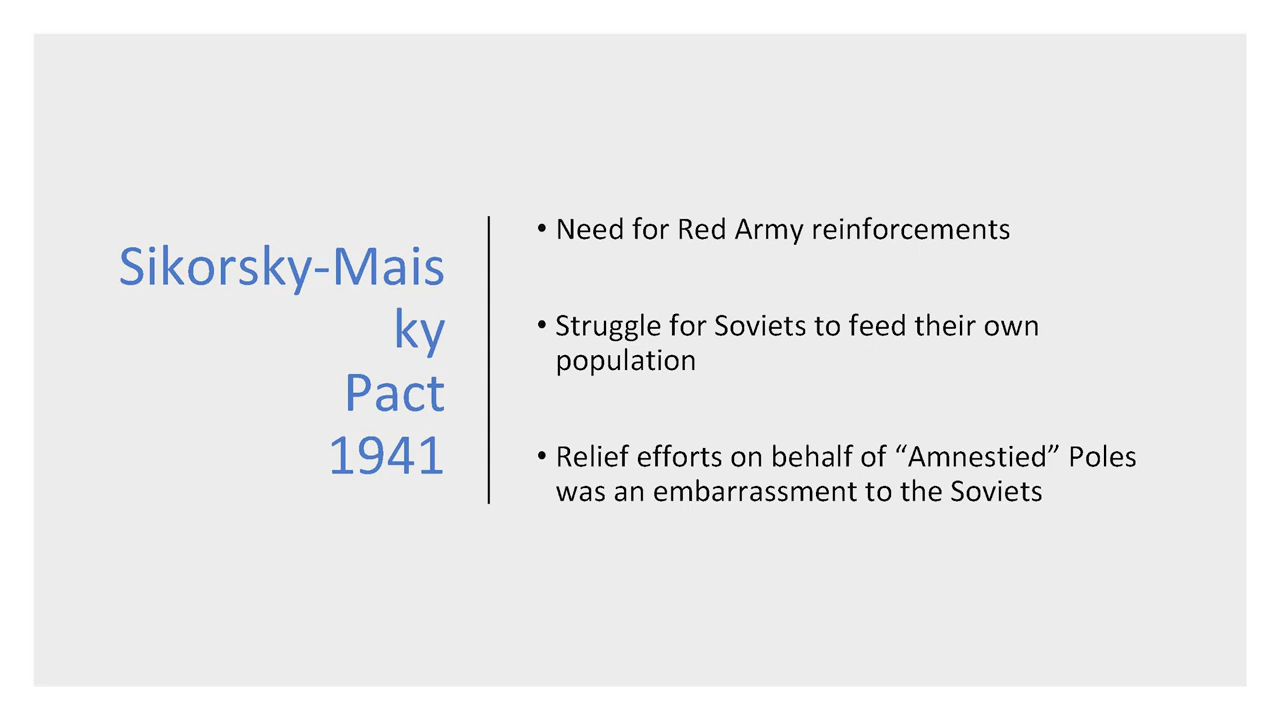 Sikorsky-Mais
ky
Pact
1941
• Need for Red Army reinforcements
• Struggle for Soviets to feed their own
population
• Relief efforts on behalf of “Amnestied” Poles
was an embarrassment to the Soviets